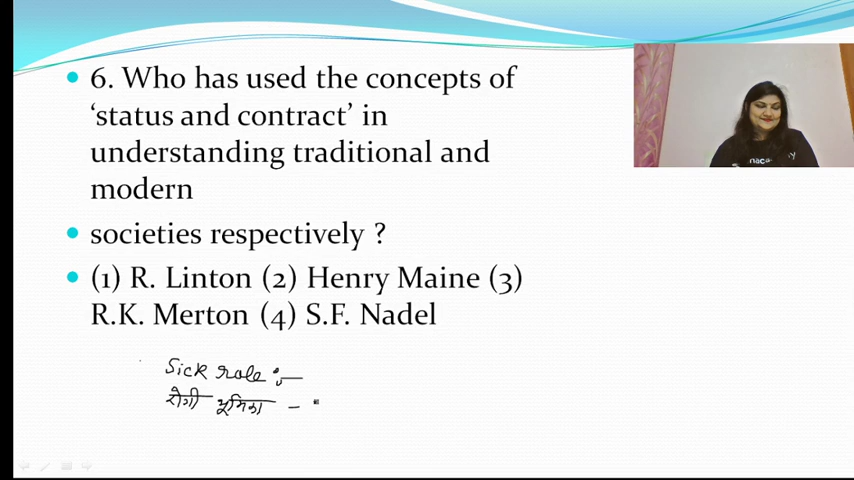 6. Who has used the concepts of
‘status and contract’ in
understanding traditional and
modern
societies respectively ?
(1) R. Linton (2) Henry Maine (3)
R.K. Merton (4) S.F. Nadel
Sick role :-
रोगी भूमिका -